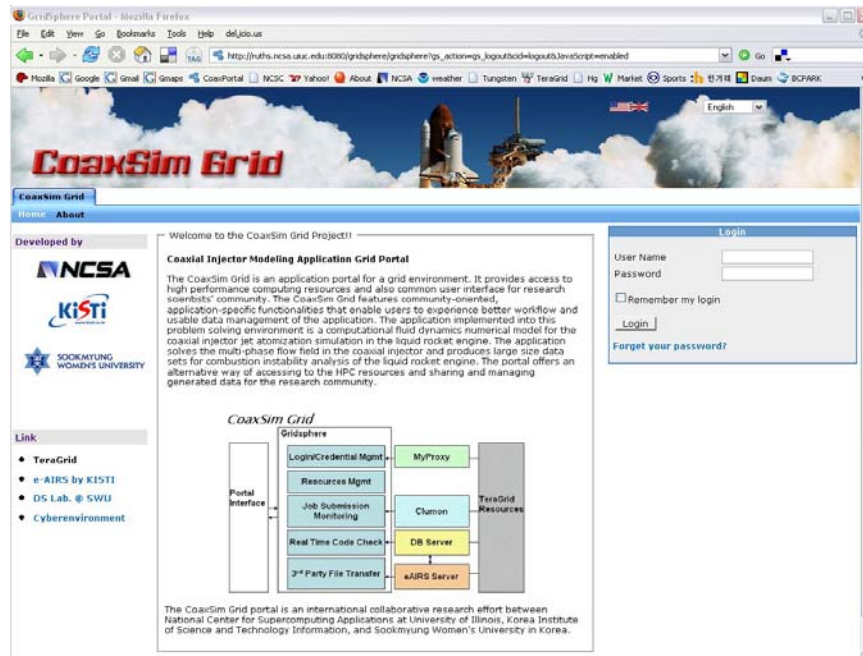 GridSphere Portal - Mozilla Firefox
File Edit View Go Bookmarks Tools Help del.icio.us
TAG http://ruths.ncsa.uiuc.edu:8080/gridsphere/gridsphere?gs_action=gs_logout&cid=logout&JavaScript=enabled Go
Mozilla Google Gmail Gmaps CoaxPortal NCSC Yahoo! About NCSA weather Tungsten TeraGrid Hg Market Sports 한겨레 Daum BCPARK
English
CoaxSim Grid
CoaxSim Grid
Home About
Developed by
NCSA
KiSTi
SOOKMYUNG
WOMEN'S UNIVERSITY
Link
TeraGrid
e-AIRS by KISTI
DS Lab. @ SWU
Cyberenvironment
Welcome to the CoaxSim Grid Project!!
Coaxial Injector Modeling Application Grid Portal
The CoaxSim Grid is an application portal for a grid environment. It provides access to
high performance computing resources and also common user interface for research
scientists' community. The CoaxSim Grid features community-oriented,
application-specific functionalities that enable users to experience better workflow and
usable data management of the application. The application implemented into this
problem solving environment is a computational fluid dynamics numerical model for the
coaxial injector jet atomization simulation in the liquid rocket engine. The application
solves the multi-phase flow field in the coaxial injector and produces large size data
sets for combustion instability analysis of the liquid rocket engine. The portal offers an
alternative way of accessing to the HPC resources and sharing and managing
generated data for the research community.
CoaxSim Grid
Gridsphere
Portal
Interface
Login/Credential Mgmt
Resources Mgmt
Job Submission
Monitoring
Real Time Code Check
3rd Party File Transfer
MyProxy
Clumon
DB Server
eAIRS Server
TeraGrid
Resources
The CoaxSim Grid portal is an international collaborative research effort between
National Center for Supercomputing Applications at University of Illinois, Korea Institute
of Science and Technology Information, and Sookmyung Women's University in Korea.
Login
User Name
Password
Remember my login
Login
Forget your password?